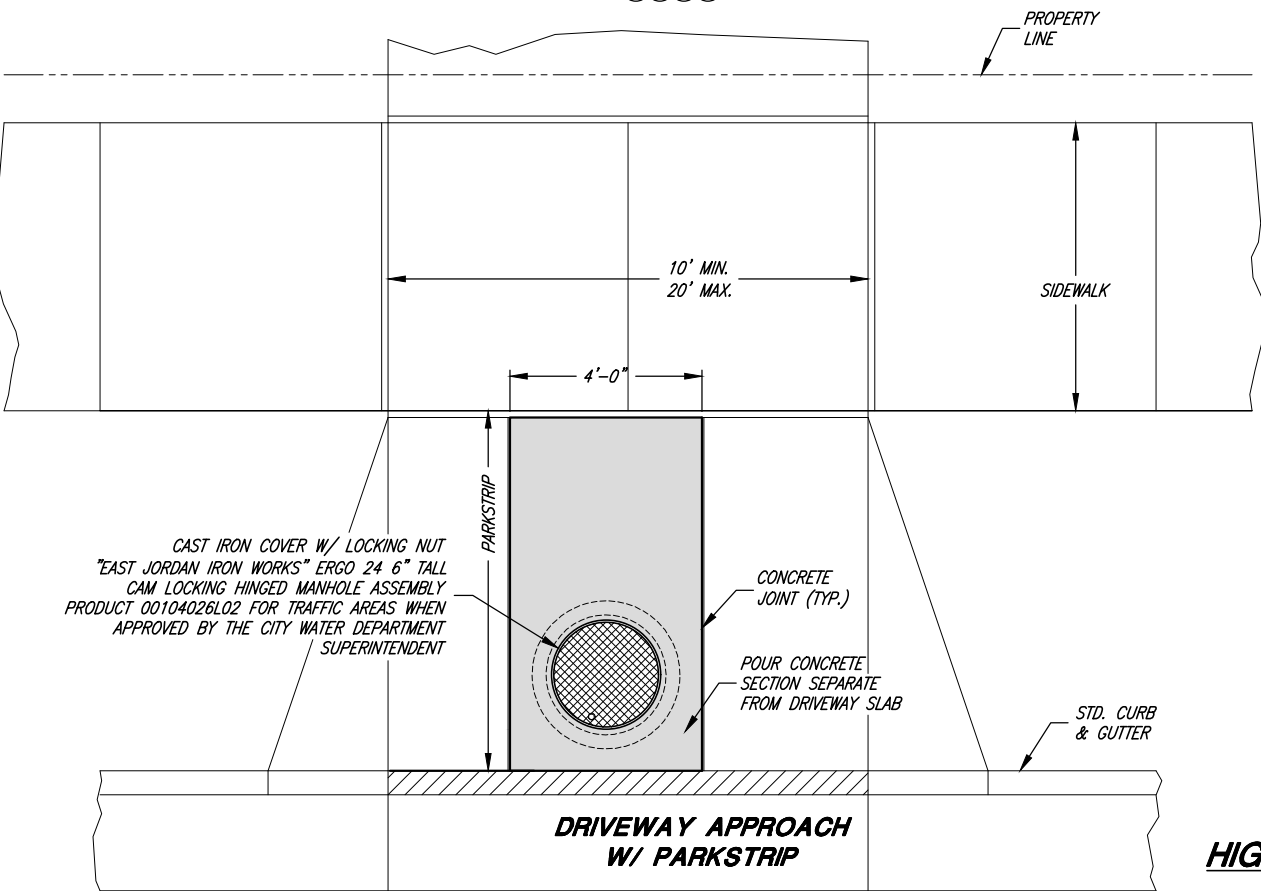 PROPERTY
LINE
10' MIN.
20' MAX.
SIDEWALK
4'-0"
PARKSTRIP
CAST IRON COVER W/ LOCKING NUT
"EAST JORDAN IRON WORKS" ERGO 24 6" TALL
CAM LOCKING HINGED MANHOLE ASSEMBLY
PRODUCT 00104026L02 FOR TRAFFIC AREAS WHEN
APPROVED BY THE CITY WATER DEPARTMENT
SUPERINTENDENT
CONCRETE
JOINT (TYP.)
POUR CONCRETE
SECTION SEPARATE
FROM DRIVEWAY SLAB
STD. CURB
& GUTTER
DRIVEWAY APPROACH
W/ PARKSTRIP